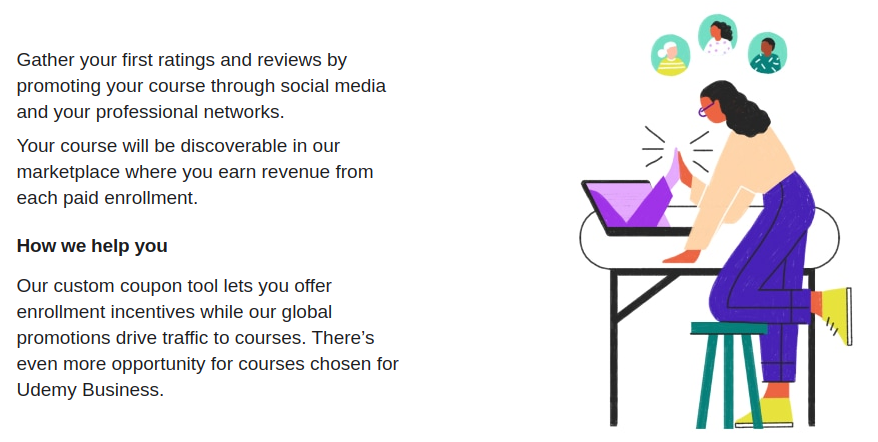 Gather your first ratings and reviews by
promoting your course through social media
and your professional networks.
Your course will be discoverable in our
marketplace where you earn revenue from
each paid enrollment.
How we help you
Our custom coupon tool lets you offer
enrollment incentives while our global
promotions drive traffic to courses. There’s
even more opportunity for courses chosen for
Udemy Business.